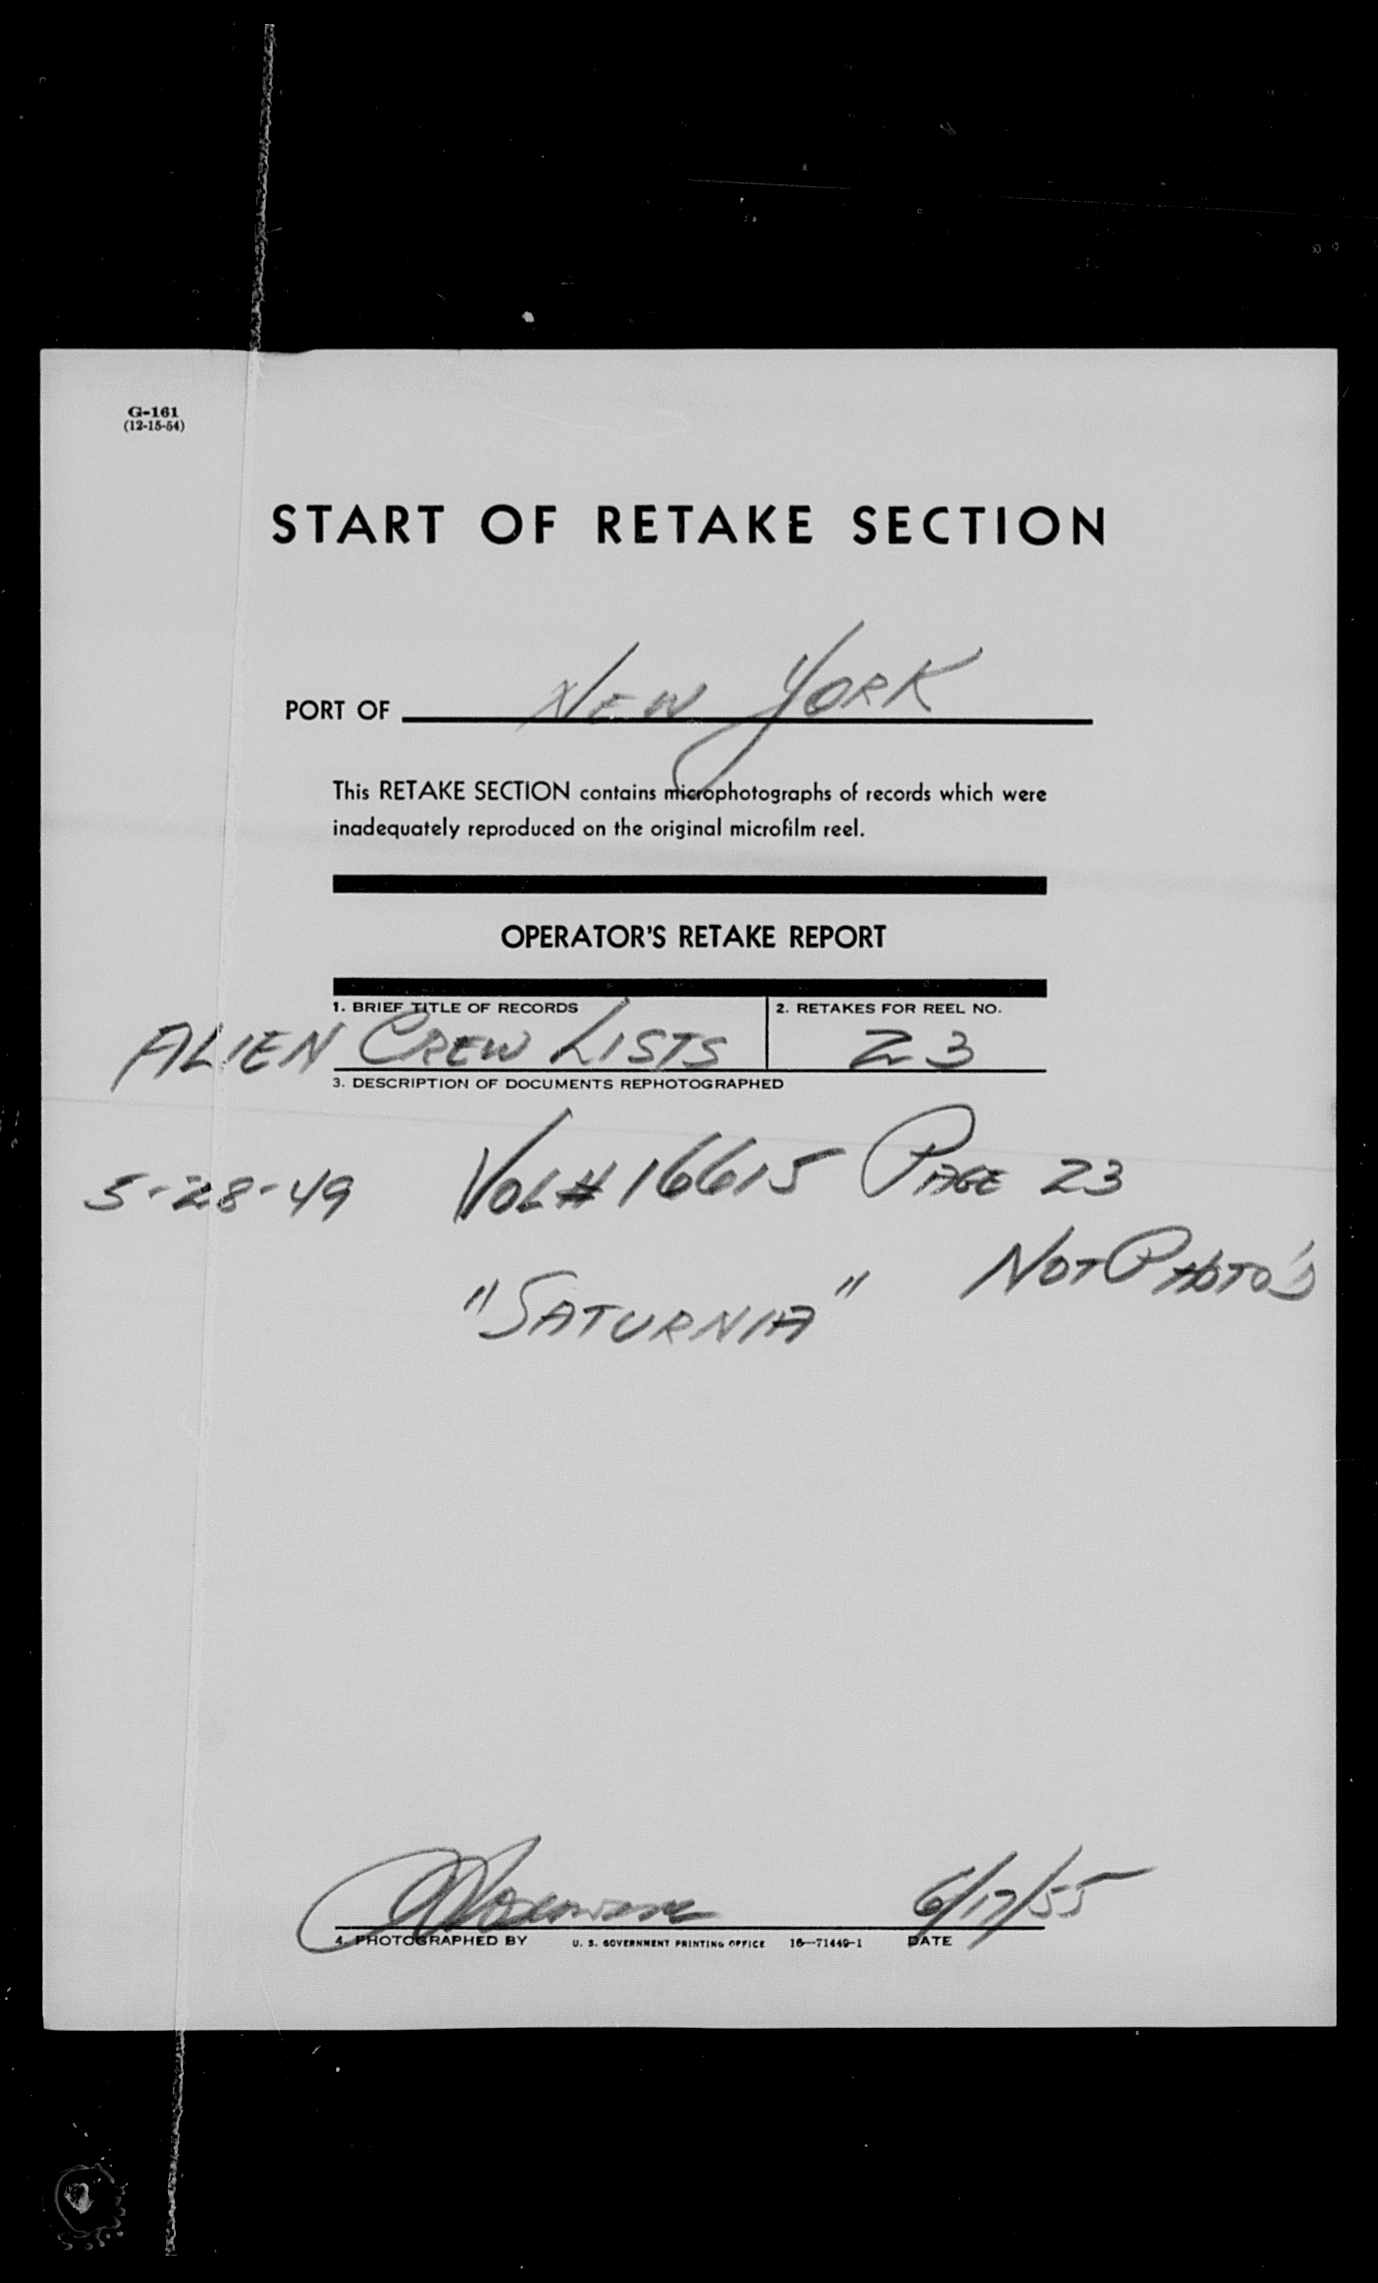 G-161
(12-15-54)
START OF RETAKE SECTION
PORT OF NEW YORK
This RETAKE SECTION contains microphotographs of records which were
inadequately reproduced on the original microfilm reel.
OPERATOR'S RETAKE REPORT
1. BRIEF TITLE OF RECORDS 2. RETAKES FOR REEL NO.
ALIEN CREW LISTS 23
3. DESCRIPTION OF DOCUMENTS REPHOTOGRAPHED
5-28-49 VOL# 16615 PAGE 23
NOT PHOTO'D
"SATURNIA"
6/17/55
4. PHOTOGRAPHED BY U. S. GOVERNMENT PRINTING OFFICE 16—71449-1 DATE